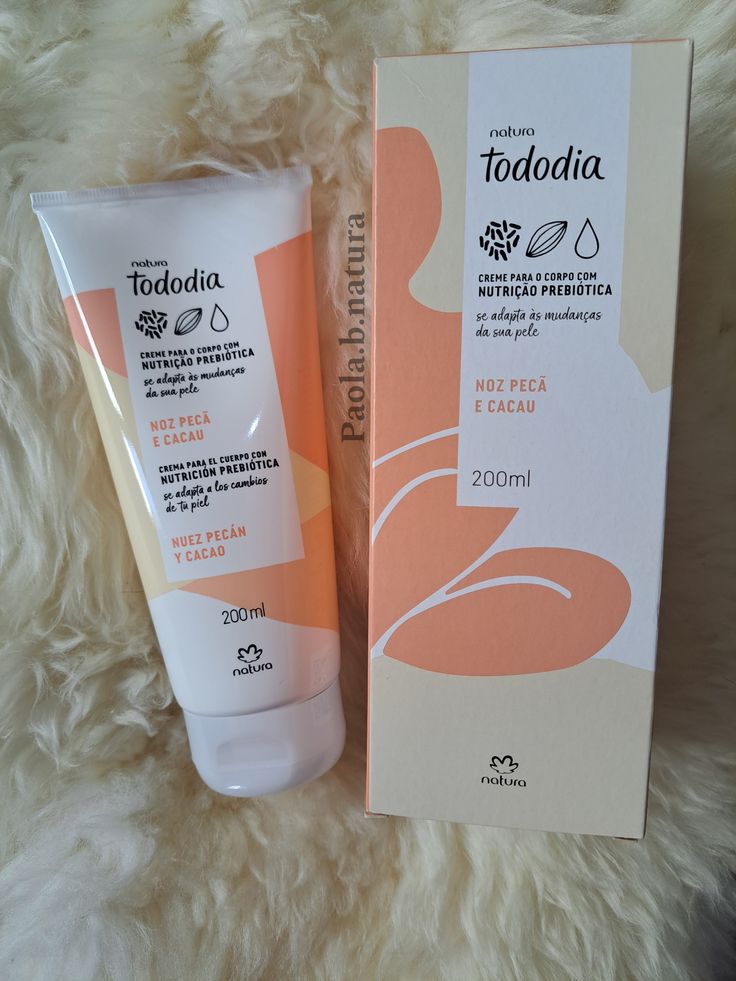 natura
Tododia
CREME PARA O CORPO COM
NUTRIÇÃO PREBIÓTICA
se adapta às mudanças
da sua pele
NOZ PECÃ
E CACAU
CREMA PARA EL CUERPO CON
NUTRICIÓN PREBIÓTICA
se adapta a los cambios
de tu piel
NUEZ PECÁN
Y CACAO
200ml
natura
Paola.b.natura
natura
Tododia
CREME PARA O CORPO COM
NUTRIÇÃO PREBIÓTICA
se adapta às mudanças
da sua pele
NOZ PECÃ
E CACAU
200ml
natura